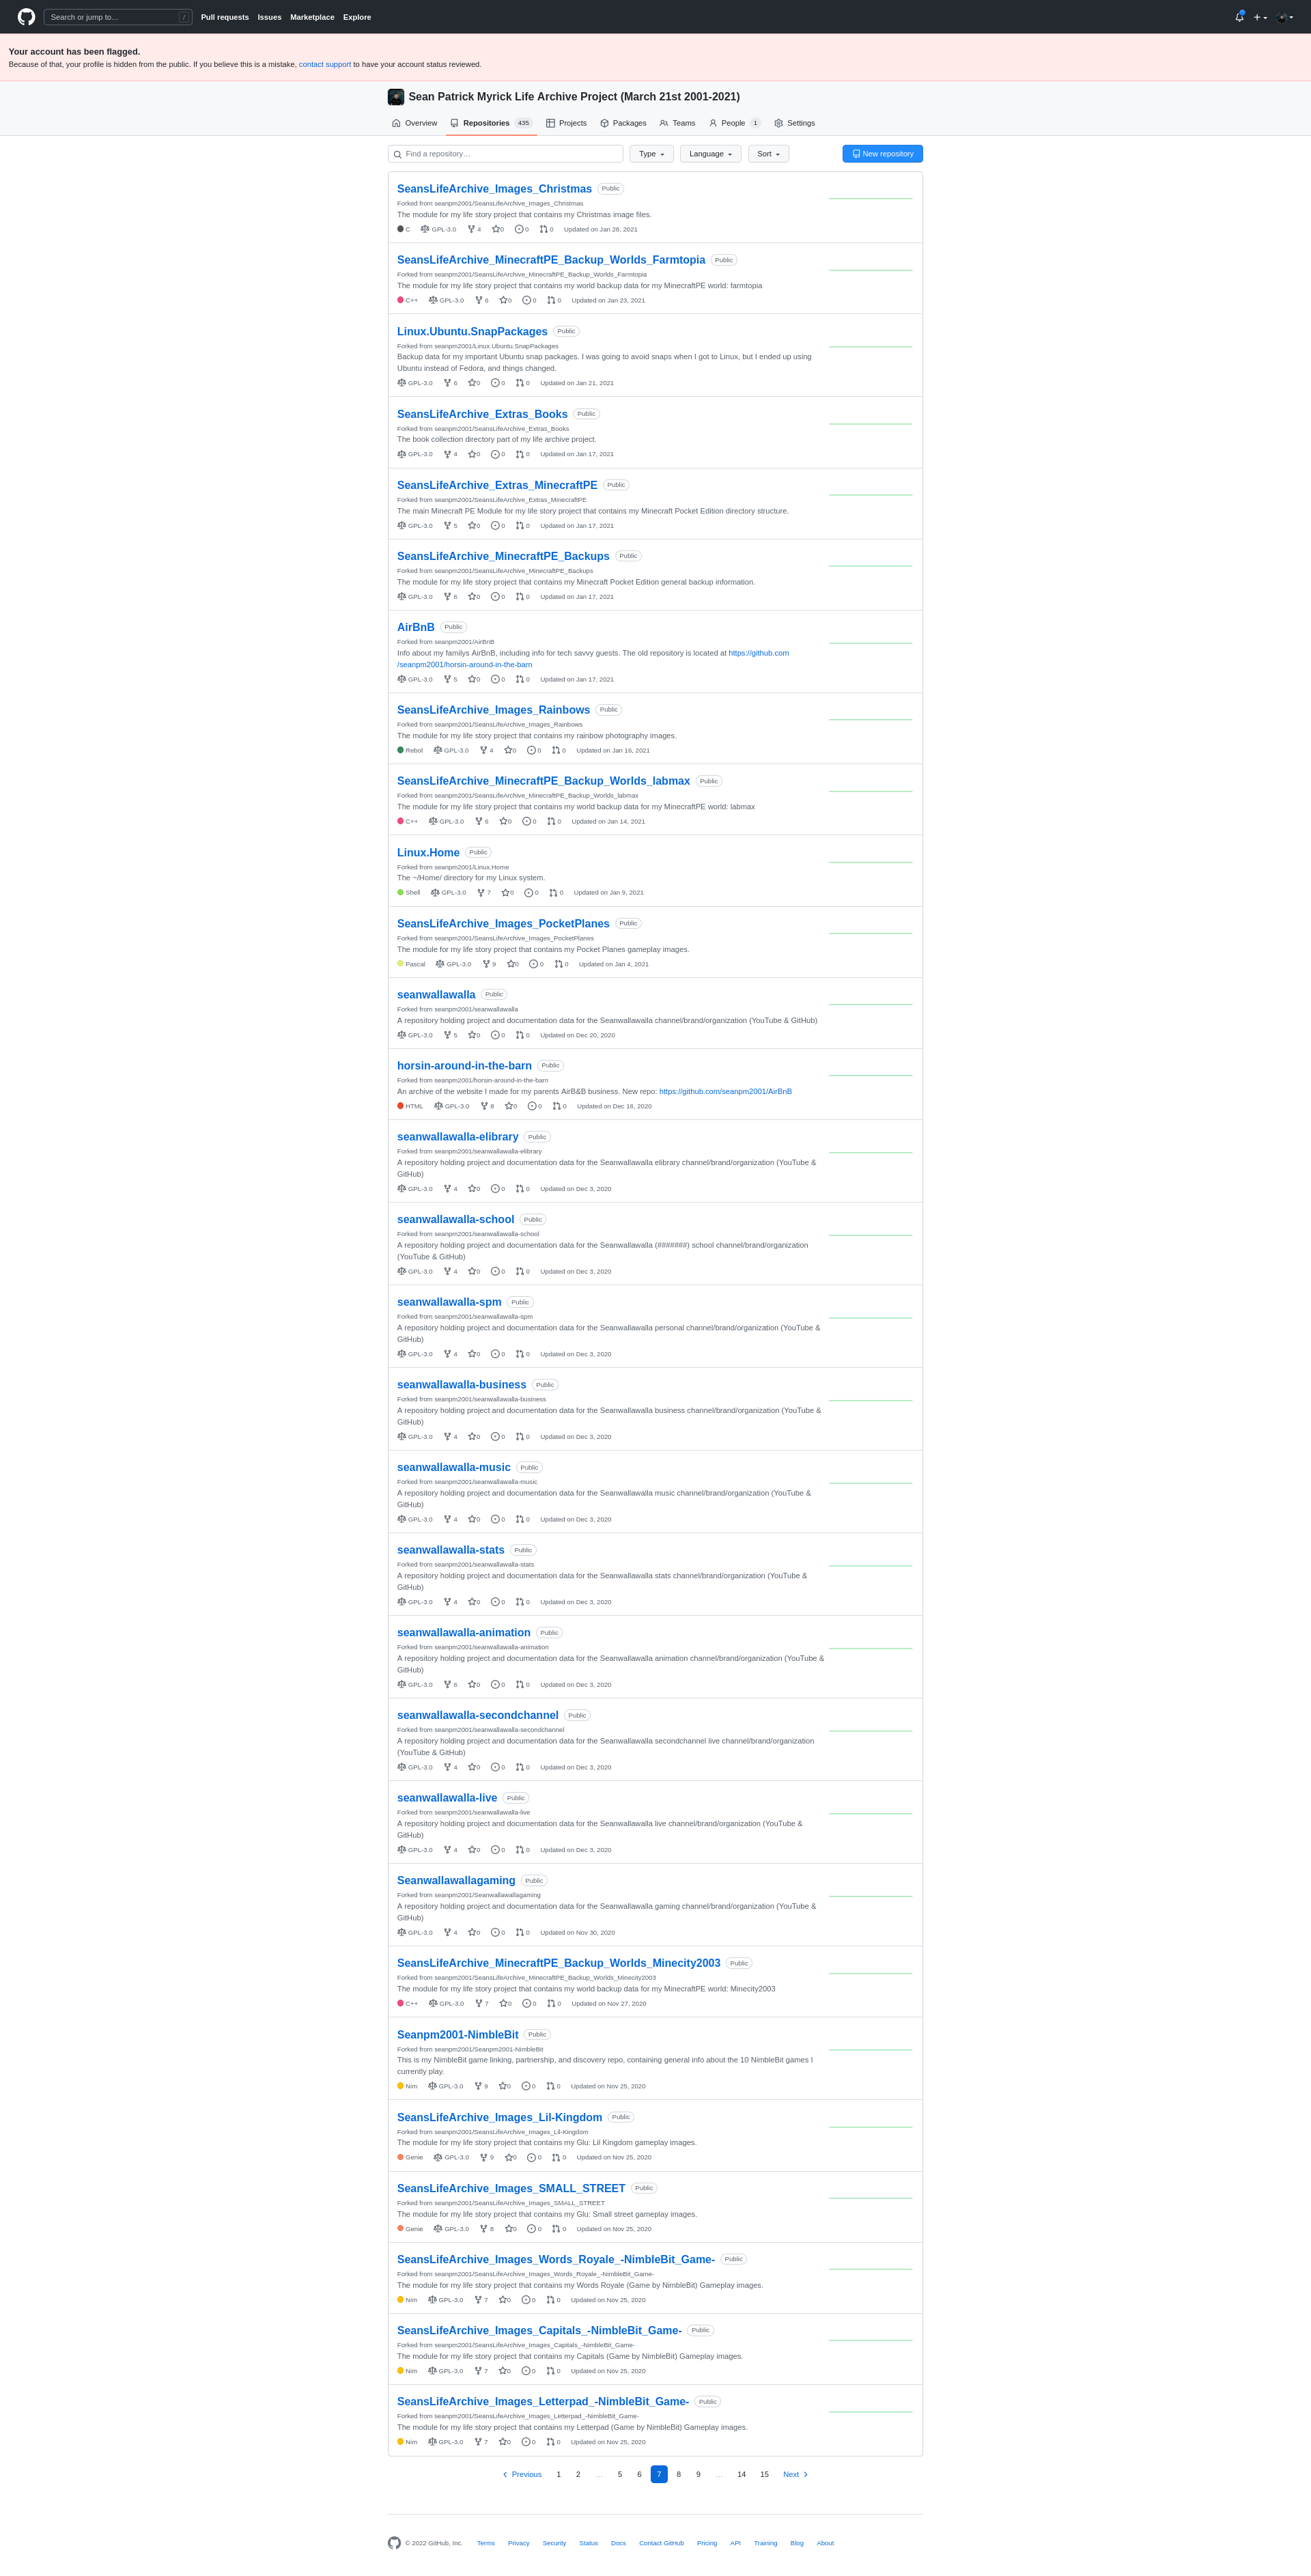 Search or jump to… /
Pull requests Issues Marketplace Explore
Your account has been flagged.
Because of that, your profile is hidden from the public. If you believe this is a mistake, contact support to have your account status reviewed.
Sean Patrick Myrick Life Archive Project (March 21st 2001-2021)
Overview Repositories 435 Projects Packages Teams People 1 Settings
Find a repository… Type Language Sort New repository
SeansLifeArchive_Images_Christmas Public
Forked from seanpm2001/SeansLifeArchive_Images_Christmas
The module for my life story project that contains my Christmas image files.
C GPL-3.0 4 0 0 0 Updated on Jan 28, 2021
SeansLifeArchive_MinecraftPE_Backup_Worlds_Farmtopia Public
Forked from seanpm2001/SeansLifeArchive_MinecraftPE_Backup_Worlds_Farmtopia
The module for my life story project that contains my world backup data for my MinecraftPE world: farmtopia
C++ GPL-3.0 6 0 0 0 Updated on Jan 23, 2021
Linux.Ubuntu.SnapPackages Public
Forked from seanpm2001/Linux.Ubuntu.SnapPackages
Backup data for my important Ubuntu snap packages. I was going to avoid snaps when I got to Linux, but I ended up using
Ubuntu instead of Fedora, and things changed.
GPL-3.0 6 0 0 0 Updated on Jan 21, 2021
SeansLifeArchive_Extras_Books Public
Forked from seanpm2001/SeansLifeArchive_Extras_Books
The book collection directory part of my life archive project.
GPL-3.0 4 0 0 0 Updated on Jan 17, 2021
SeansLifeArchive_Extras_MinecraftPE Public
Forked from seanpm2001/SeansLifeArchive_Extras_MinecraftPE
The main Minecraft PE Module for my life story project that contains my Minecraft Pocket Edition directory structure.
GPL-3.0 5 0 0 0 Updated on Jan 17, 2021
SeansLifeArchive_MinecraftPE_Backups Public
Forked from seanpm2001/SeansLifeArchive_MinecraftPE_Backups
The module for my life story project that contains my Minecraft Pocket Edition general backup information.
GPL-3.0 6 0 0 0 Updated on Jan 17, 2021
AirBnB Public
Forked from seanpm2001/AirBnB
Info about my familys AirBnB, including info for tech savvy guests. The old repository is located at https://github.com
/seanpm2001/horsin-around-in-the-barn
GPL-3.0 5 0 0 0 Updated on Jan 17, 2021
SeansLifeArchive_Images_Rainbows Public
Forked from seanpm2001/SeansLifeArchive_Images_Rainbows
The module for my life story project that contains my rainbow photography images.
Rebol GPL-3.0 4 0 0 0 Updated on Jan 16, 2021
SeansLifeArchive_MinecraftPE_Backup_Worlds_labmax Public
Forked from seanpm2001/SeansLifeArchive_MinecraftPE_Backup_Worlds_labmax
The module for my life story project that contains my world backup data for my MinecraftPE world: labmax
C++ GPL-3.0 6 0 0 0 Updated on Jan 14, 2021
Linux.Home Public
Forked from seanpm2001/Linux.Home
The ~/Home/ directory for my Linux system.
Shell GPL-3.0 7 0 0 0 Updated on Jan 9, 2021
SeansLifeArchive_Images_PocketPlanes Public
Forked from seanpm2001/SeansLifeArchive_Images_PocketPlanes
The module for my life story project that contains my Pocket Planes gameplay images.
Pascal GPL-3.0 9 0 0 0 Updated on Jan 4, 2021
seanwallawalla Public
Forked from seanpm2001/seanwallawalla
A repository holding project and documentation data for the Seanwallawalla channel/brand/organization (YouTube & GitHub)
GPL-3.0 5 0 0 0 Updated on Dec 20, 2020
horsin-around-in-the-barn Public
Forked from seanpm2001/horsin-around-in-the-barn
An archive of the website I made for my parents AirB&B business. New repo: https://github.com/seanpm2001/AirBnB
HTML GPL-3.0 8 0 0 0 Updated on Dec 16, 2020
seanwallawalla-elibrary Public
Forked from seanpm2001/seanwallawalla-elibrary
A repository holding project and documentation data for the Seanwallawalla elibrary channel/brand/organization (YouTube &
GitHub)
GPL-3.0 4 0 0 0 Updated on Dec 3, 2020
seanwallawalla-school Public
Forked from seanpm2001/seanwallawalla-school
A repository holding project and documentation data for the Seanwallawalla (#######) school channel/brand/organization
(YouTube & GitHub)
GPL-3.0 4 0 0 0 Updated on Dec 3, 2020
seanwallawalla-spm Public
Forked from seanpm2001/seanwallawalla-spm
A repository holding project and documentation data for the Seanwallawalla personal channel/brand/organization (YouTube &
GitHub)
GPL-3.0 4 0 0 0 Updated on Dec 3, 2020
seanwallawalla-business Public
Forked from seanpm2001/seanwallawalla-business
A repository holding project and documentation data for the Seanwallawalla business channel/brand/organization (YouTube &
GitHub)
GPL-3.0 4 0 0 0 Updated on Dec 3, 2020
seanwallawalla-music Public
Forked from seanpm2001/seanwallawalla-music
A repository holding project and documentation data for the Seanwallawalla music channel/brand/organization (YouTube &
GitHub)
GPL-3.0 4 0 0 0 Updated on Dec 3, 2020
seanwallawalla-stats Public
Forked from seanpm2001/seanwallawalla-stats
A repository holding project and documentation data for the Seanwallawalla stats channel/brand/organization (YouTube &
GitHub)
GPL-3.0 4 0 0 0 Updated on Dec 3, 2020
seanwallawalla-animation Public
Forked from seanpm2001/seanwallawalla-animation
A repository holding project and documentation data for the Seanwallawalla animation channel/brand/organization (YouTube &
GitHub)
GPL-3.0 6 0 0 0 Updated on Dec 3, 2020
seanwallawalla-secondchannel Public
Forked from seanpm2001/seanwallawalla-secondchannel
A repository holding project and documentation data for the Seanwallawalla secondchannel live channel/brand/organization
(YouTube & GitHub)
GPL-3.0 4 0 0 0 Updated on Dec 3, 2020
seanwallawalla-live Public
Forked from seanpm2001/seanwallawalla-live
A repository holding project and documentation data for the Seanwallawalla live channel/brand/organization (YouTube &
GitHub)
GPL-3.0 4 0 0 0 Updated on Dec 3, 2020
Seanwallawallagaming Public
Forked from seanpm2001/Seanwallawallagaming
A repository holding project and documentation data for the Seanwallawalla gaming channel/brand/organization (YouTube &
GitHub)
GPL-3.0 4 0 0 0 Updated on Nov 30, 2020
SeansLifeArchive_MinecraftPE_Backup_Worlds_Minecity2003 Public
Forked from seanpm2001/SeansLifeArchive_MinecraftPE_Backup_Worlds_Minecity2003
The module for my life story project that contains my world backup data for my MinecraftPE world: Minecity2003
C++ GPL-3.0 7 0 0 0 Updated on Nov 27, 2020
Seanpm2001-NimbleBit Public
Forked from seanpm2001/Seanpm2001-NimbleBit
This is my NimbleBit game linking, partnership, and discovery repo, containing general info about the 10 NimbleBit games I
currently play.
Nim GPL-3.0 9 0 0 0 Updated on Nov 25, 2020
SeansLifeArchive_Images_Lil-Kingdom Public
Forked from seanpm2001/SeansLifeArchive_Images_Lil-Kingdom
The module for my life story project that contains my Glu: Lil Kingdom gameplay images.
Genie GPL-3.0 9 0 0 0 Updated on Nov 25, 2020
SeansLifeArchive_Images_SMALL_STREET Public
Forked from seanpm2001/SeansLifeArchive_Images_SMALL_STREET
The module for my life story project that contains my Glu: Small street gameplay images.
Genie GPL-3.0 8 0 0 0 Updated on Nov 25, 2020
SeansLifeArchive_Images_Words_Royale_-NimbleBit_Game- Public
Forked from seanpm2001/SeansLifeArchive_Images_Words_Royale_-NimbleBit_Game-
The module for my life story project that contains my Words Royale (Game by NimbleBit) Gameplay images.
Nim GPL-3.0 7 0 0 0 Updated on Nov 25, 2020
SeansLifeArchive_Images_Capitals_-NimbleBit_Game- Public
Forked from seanpm2001/SeansLifeArchive_Images_Capitals_-NimbleBit_Game-
The module for my life story project that contains my Capitals (Game by NimbleBit) Gameplay images.
Nim GPL-3.0 7 0 0 0 Updated on Nov 25, 2020
SeansLifeArchive_Images_Letterpad_-NimbleBit_Game- Public
Forked from seanpm2001/SeansLifeArchive_Images_Letterpad_-NimbleBit_Game-
The module for my life story project that contains my Letterpad (Game by NimbleBit) Gameplay images.
Nim GPL-3.0 7 0 0 0 Updated on Nov 25, 2020
Previous 1 2 … 5 6 7 8 9 … 14 15 Next
© 2022 GitHub, Inc. Terms Privacy Security Status Docs Contact GitHub Pricing API Training Blog About